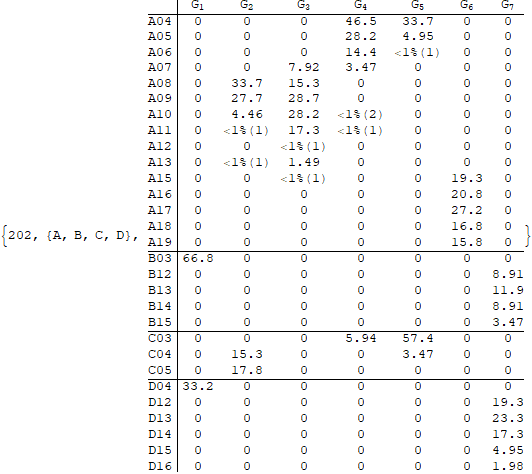 G1 G2 G3 G4 G5 G6 G7
A04 0 0 0 46.5 33.7 0 0
A05 0 0 0 28.2 4.95 0 0
A06 0 0 0 14.4 <1%(1) 0 0
A07 0 0 7.92 3.47 0 0 0
A08 0 33.7 15.3 0 0 0 0
A09 0 27.7 28.7 0 0 0 0
A10 0 4.46 28.2 <1%(2) 0 0 0
A11 0 <1%(1) 17.3 <1%(1) 0 0 0
A12 0 0 <1%(1) 0 0 0 0
A13 0 <1%(1) 1.49 0 0 0 0
A15 0 0 <1%(1) 0 0 19.3 0
A16 0 0 0 0 0 20.8 0
A17 0 0 0 0 0 27.2 0
A18 0 0 0 0 0 16.8 0
{202, {A, B, C, D}, A19 0 0 0 0 0 15.8 0 }
B03 66.8 0 0 0 0 0 0
B12 0 0 0 0 0 0 8.91
B13 0 0 0 0 0 0 11.9
B14 0 0 0 0 0 0 8.91
B15 0 0 0 0 0 0 3.47
C03 0 0 0 5.94 57.4 0 0
C04 0 15.3 0 0 3.47 0 0
C05 0 17.8 0 0 0 0 0
D04 33.2 0 0 0 0 0 0
D12 0 0 0 0 0 0 19.3
D13 0 0 0 0 0 0 23.3
D14 0 0 0 0 0 0 17.3
D15 0 0 0 0 0 0 4.95
D16 0 0 0 0 0 0 1.98